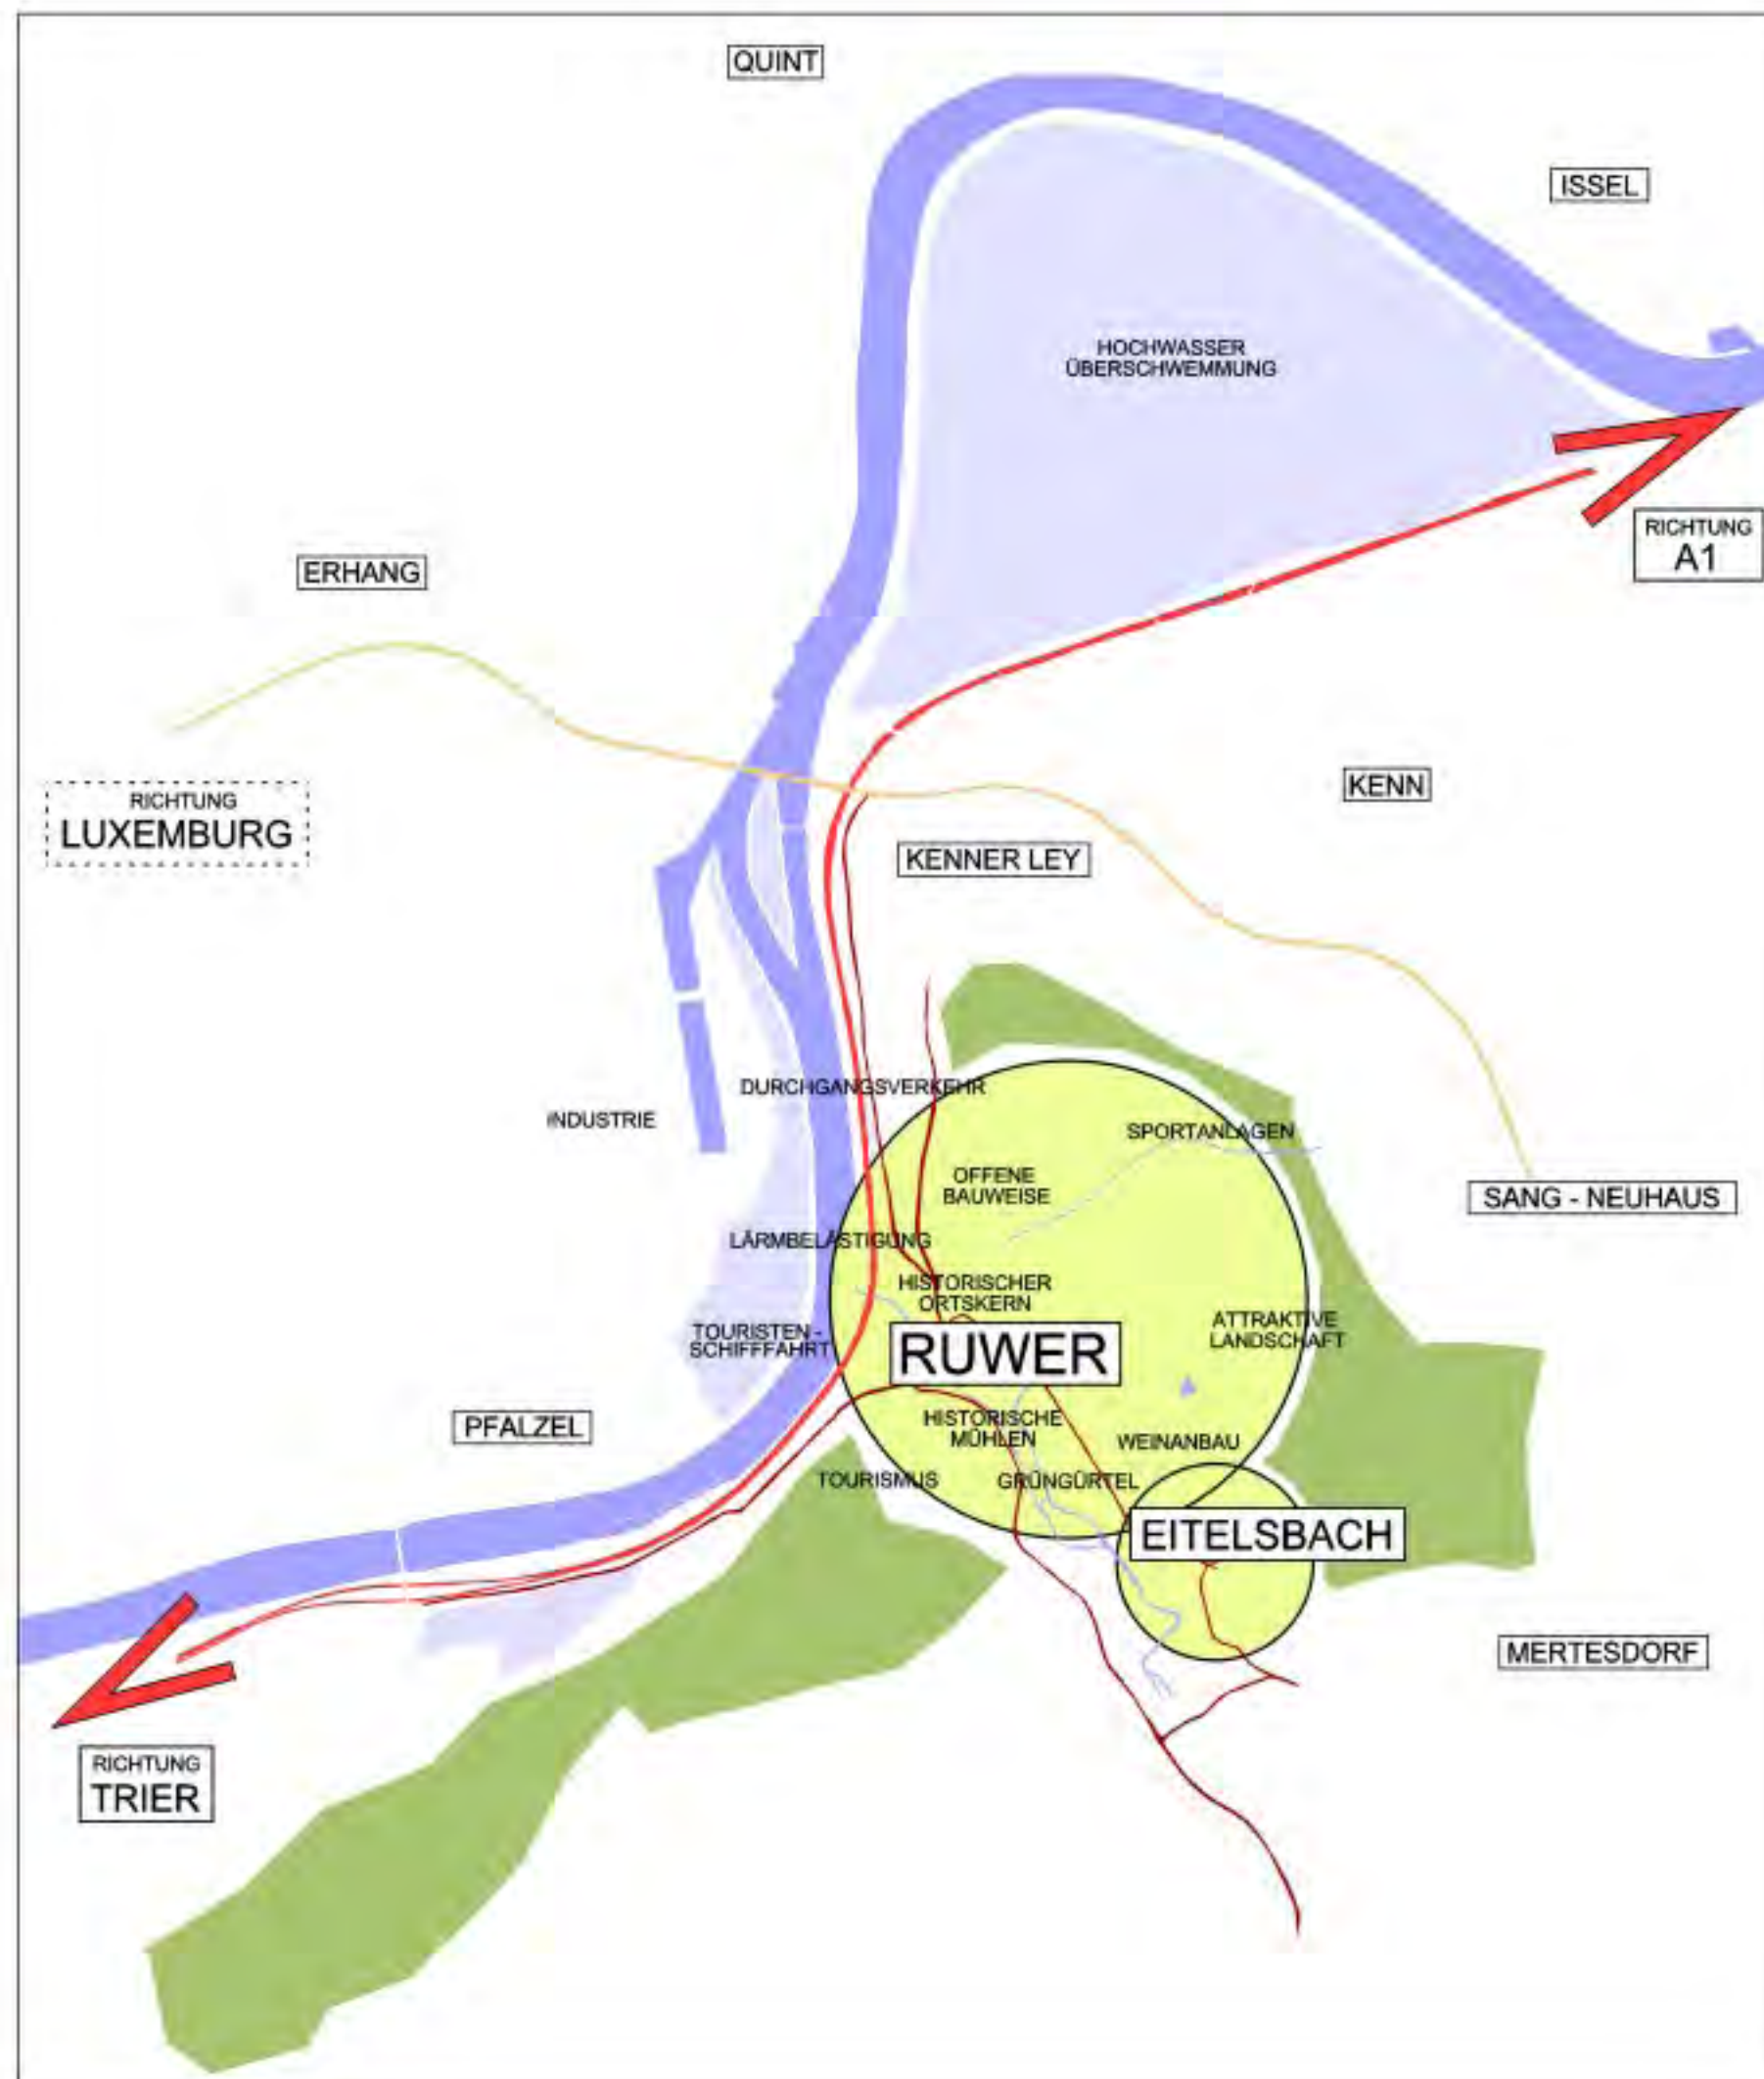 QUINT
ISSEL
HOCHWASSER
ÜBERSCHWEMMUNG
RICHTUNG
A1
ERHANG
RICHTUNG
LUXEMBURG
KENN
KENNER LEY
DURCHGANGSVERKEHR
INDUSTRIE
SPORTANLAGEN
OFFENE
BAUWEISE
SANG - NEUHAUS
LÄRMBELÄSTIGUNG
HISTORISCHER
ORTSKERN
TOURISTEN -
SCHIFFFAHRT
RUWER
ATTRAKTIVE
LANDSCHAFT
PFALZEL
HISTORISCHE
MÜHLEN
WEINANBAU
TOURISMUS
GRÜNGÜRTEL
EITELSBACH
MERTESDORF
RICHTUNG
TRIER